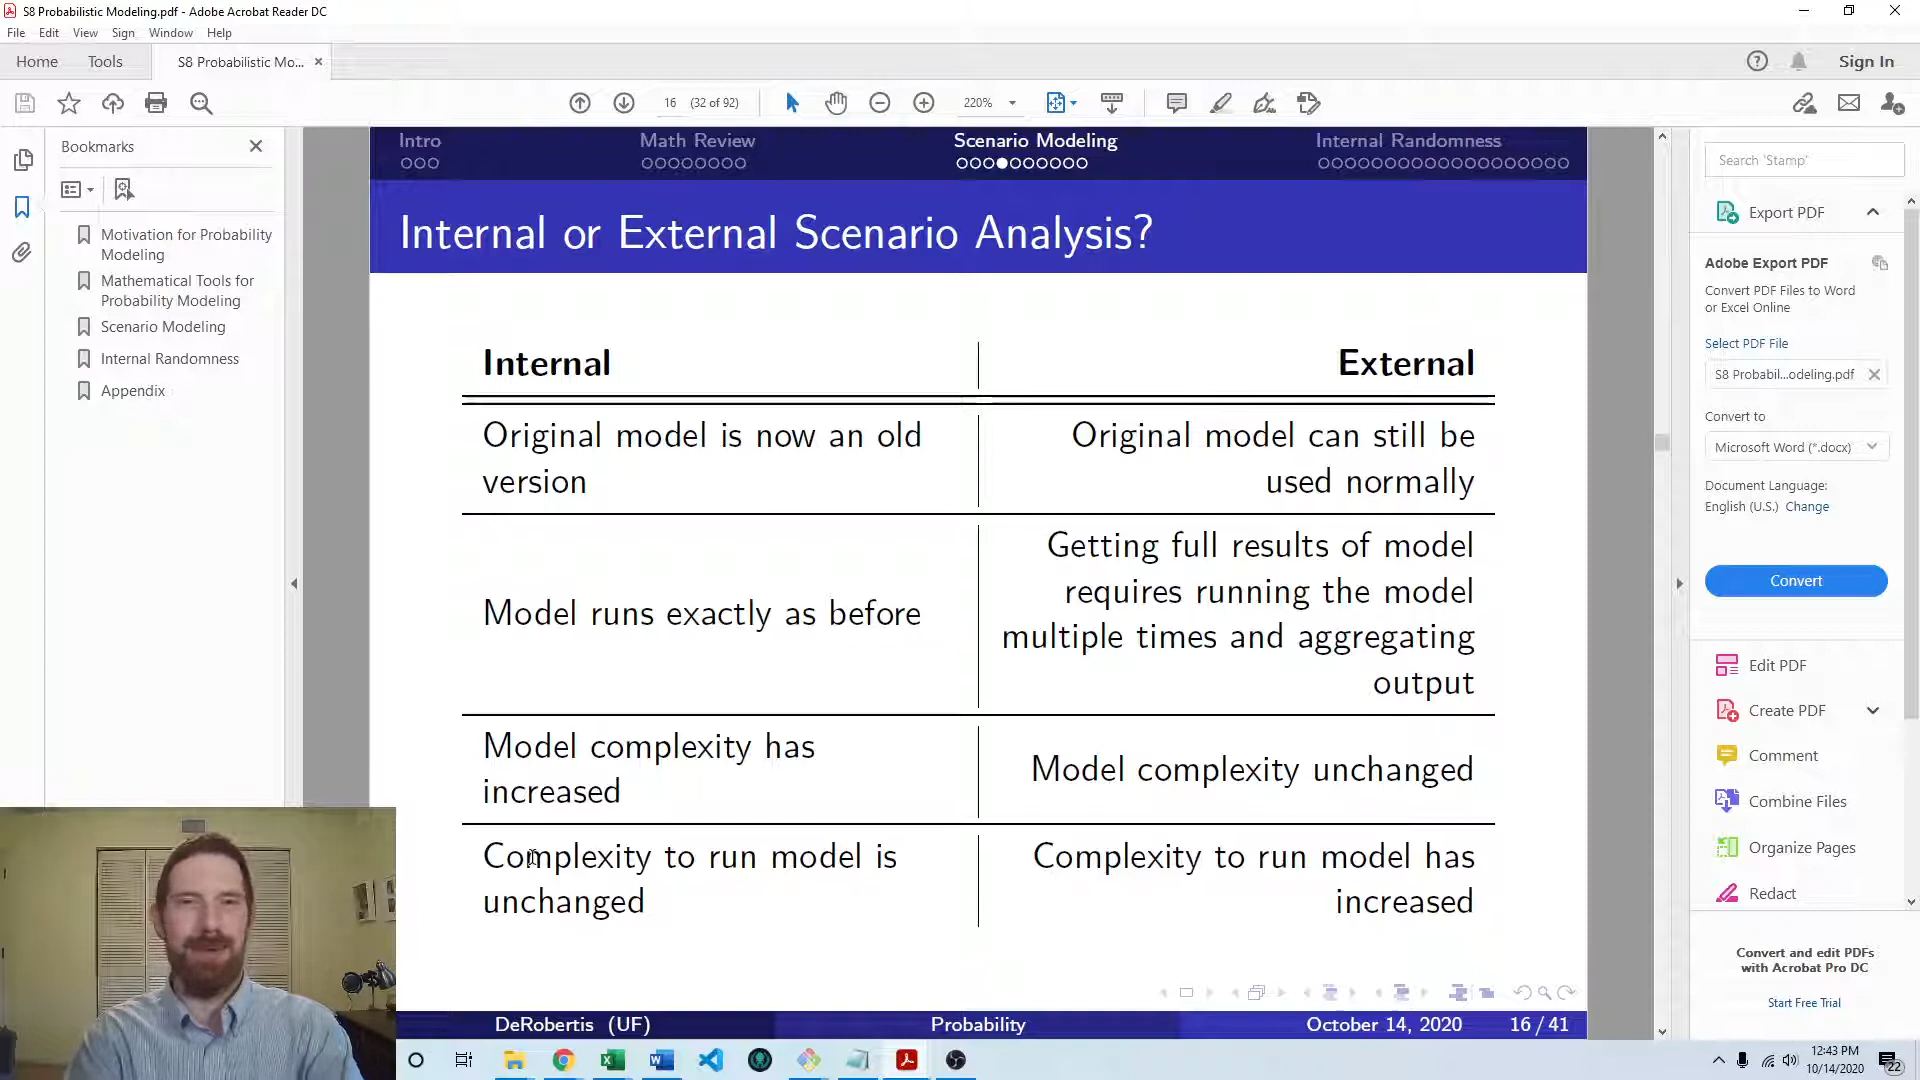 S8 Probabilistic Modeling.pdf - Adobe Acrobat Reader DC
File Edit View Sign Window Help
Home Tools S8 Probabilistic Mo... × Sign In
16 (32 of 92) 220%
Bookmarks
Motivation for Probability
Modeling
Mathematical Tools for
Probability Modeling
Scenario Modeling
Internal Randomness
Appendix
Intro Math Review Scenario Modeling Internal Randomness
Internal or External Scenario Analysis?
Internal External
Original model is now an old
version
Original model can still be
used normally
Model runs exactly as before
Getting full results of model
requires running the model
multiple times and aggregating
output
Model complexity has
increased
Model complexity unchanged
Complexity to run model is
unchanged
Complexity to run model has
increased
DeRobertis (UF) Probability October 14, 2020 16 / 41
Search 'Stamp'
Export PDF
Adobe Export PDF
Convert PDF Files to Word
or Excel Online
Select PDF File
S8 Probabil...odeling.pdf
Convert to
Microsoft Word (*.docx)
Document Language:
English (U.S.) Change
Convert
Edit PDF
Create PDF
Comment
Combine Files
Organize Pages
Redact
Convert and edit PDFs
with Acrobat Pro DC
Start Free Trial
12:43 PM
10/14/2020
22